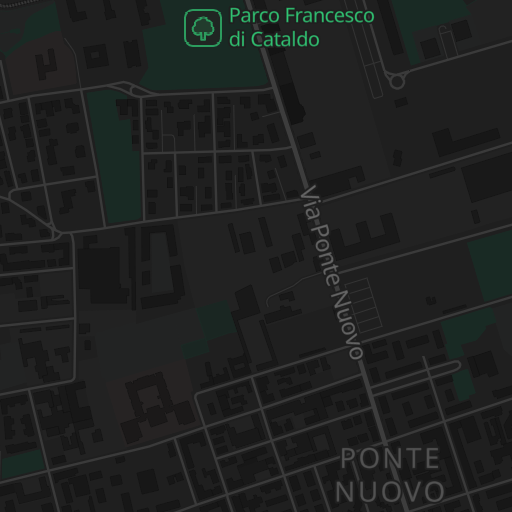 Parco Francesco
di Cataldo
Via Ponte Nuovo
PONTE
NUOVO